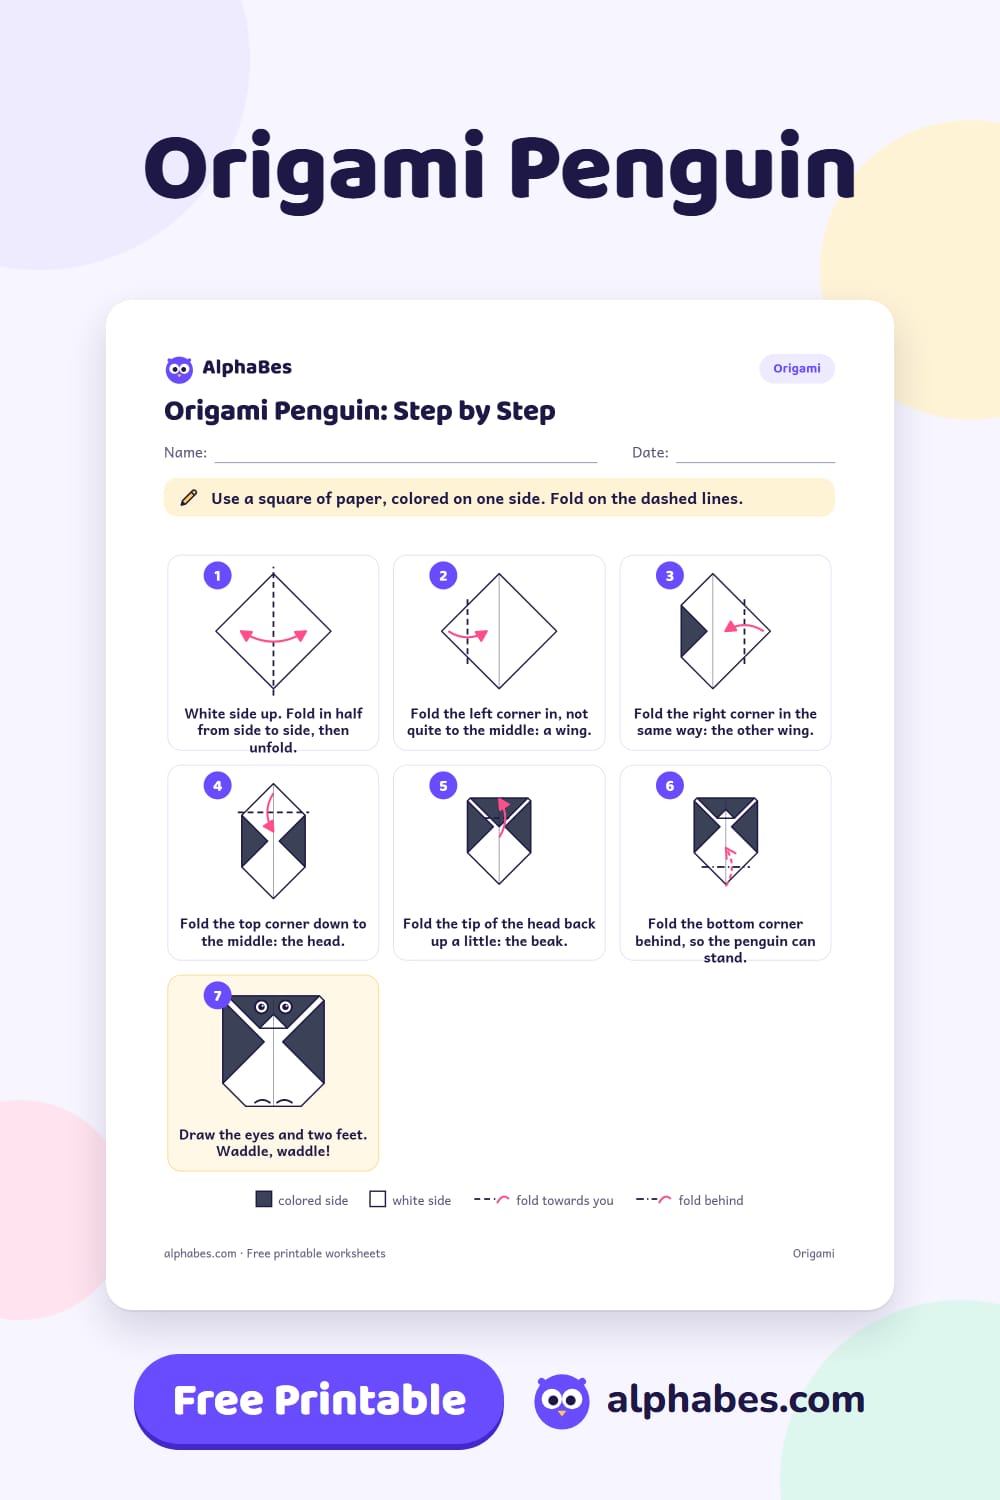 Origami Penguin
AlphaBes
Origami
Origami Penguin: Step by Step
Name:
Date:
Use a square of paper, colored on one side. Fold on the dashed lines.
1
White side up. Fold in half
from side to side, then
unfold.
2
Fold the left corner in, not
quite to the middle: a wing.
3
Fold the right corner in the
same way: the other wing.
4
Fold the top corner down to
the middle: the head.
5
Fold the tip of the head back
up a little: the beak.
6
Fold the bottom corner
behind, so the penguin can
stand.
7
Draw the eyes and two feet.
Waddle, waddle!
colored side
white side
fold towards you
fold behind
alphabes.com · Free printable worksheets
Origami
Free Printable
alphabes.com